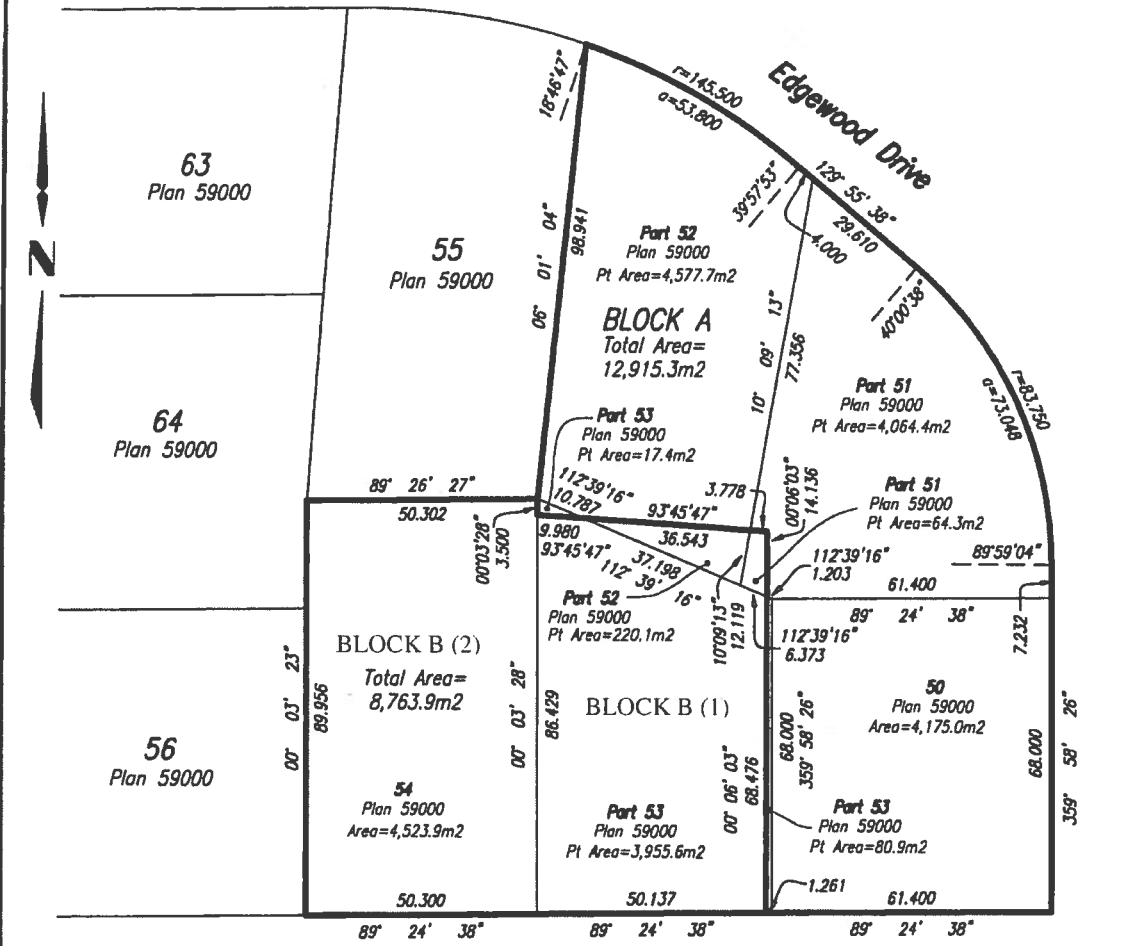 Edgewood Drive
r=145.500
a=53.800
18°46'47"
63
Plan 59000
39°57'53"
129° 55' 38"
29.610
4.000
N
55
Plan 59000
06° 01' 04"
98.941
Part 52
Plan 59000
Pt Area=4,577.7m2
40°00'38"
BLOCK A
Total Area=
12,915.3m2
10° 09' 13"
77.356
r=83.750
a=73.048
Part 51
Plan 59000
Pt Area=4,064.4m2
64
Plan 59000
Part 53
Plan 59000
Pt Area=17.4m2
89° 26' 27"
50.302
112°39'16"
10.787
3.778
93°45'47"
36.543
00°06'03"
14.136
Part 51
Plan 59000
Pt Area=64.3m2
00°03'28"
3.500
9.980
93°45'47"
37.198
112° 39' 16"
112°39'16"
1.203
89°59'04"
61.400
89° 24' 38"
7.232
Part 52
Plan 59000
Pt Area=220.1m2
10°09'13"
12.119
112°39'16"
6.373
BLOCK B (2)
Total Area=
8,763.9m2
00° 03' 23"
89.956
00° 03' 28"
86.429
BLOCK B (1)
00° 06' 03"
68.476
68.000
359° 58' 26"
50
Plan 59000
Area=4,175.0m2
68.000
359° 58' 26"
56
Plan 59000
54
Plan 59000
Area=4,523.9m2
Part 53
Plan 59000
Pt Area=3,955.6m2
Part 53
Plan 59000
Pt Area=80.9m2
50.300
50.137
1.261
61.400
89° 24' 38"
89° 24' 38"
89° 24' 38"